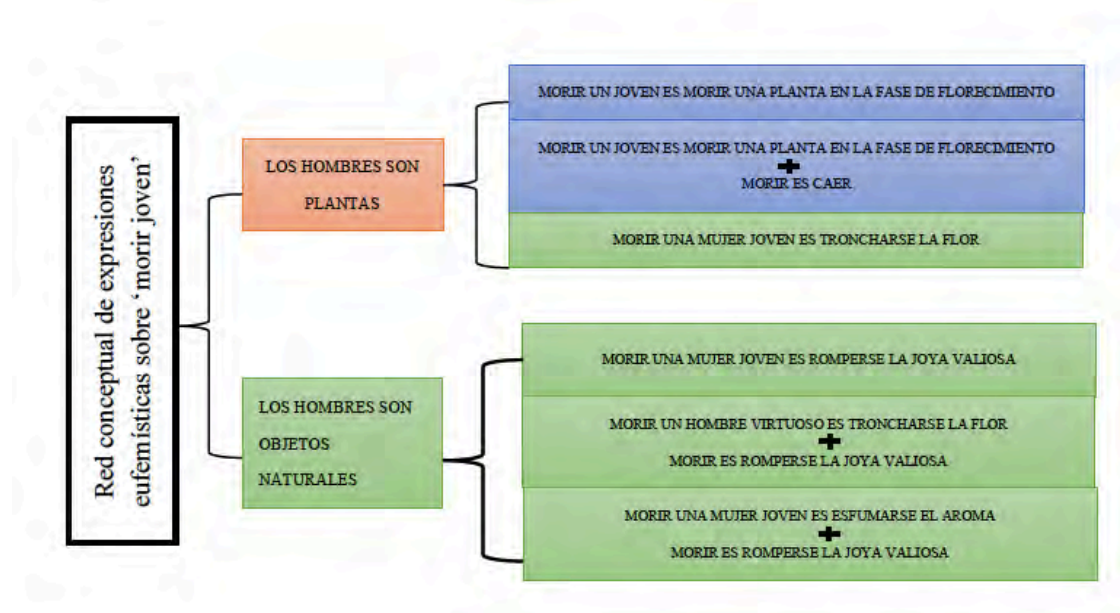 Red conceptual de expresiones
eufemísticas sobre ‘morir joven’
LOS HOMBRES SON
PLANTAS
MORIR UN JOVEN ES MORIR UNA PLANTA EN LA FASE DE FLORECIMIENTO
MORIR UN JOVEN ES MORIR UNA PLANTA EN LA FASE DE FLORECIMIENTO
+
MORIR ES CAER
MORIR UNA MUJER JOVEN ES TRONCHARSE LA FLOR
LOS HOMBRES SON
OBJETOS
NATURALES
MORIR UNA MUJER JOVEN ES ROMPERSE LA JOYA VALIOSA
MORIR UN HOMBRE VIRTUOSO ES TRONCHARSE LA FLOR
+
MORIR ES ROMPERSE LA JOYA VALIOSA
MORIR UNA MUJER JOVEN ES ESFUMARSE EL AROMA
+
MORIR ES ROMPERSE LA JOYA VALIOSA